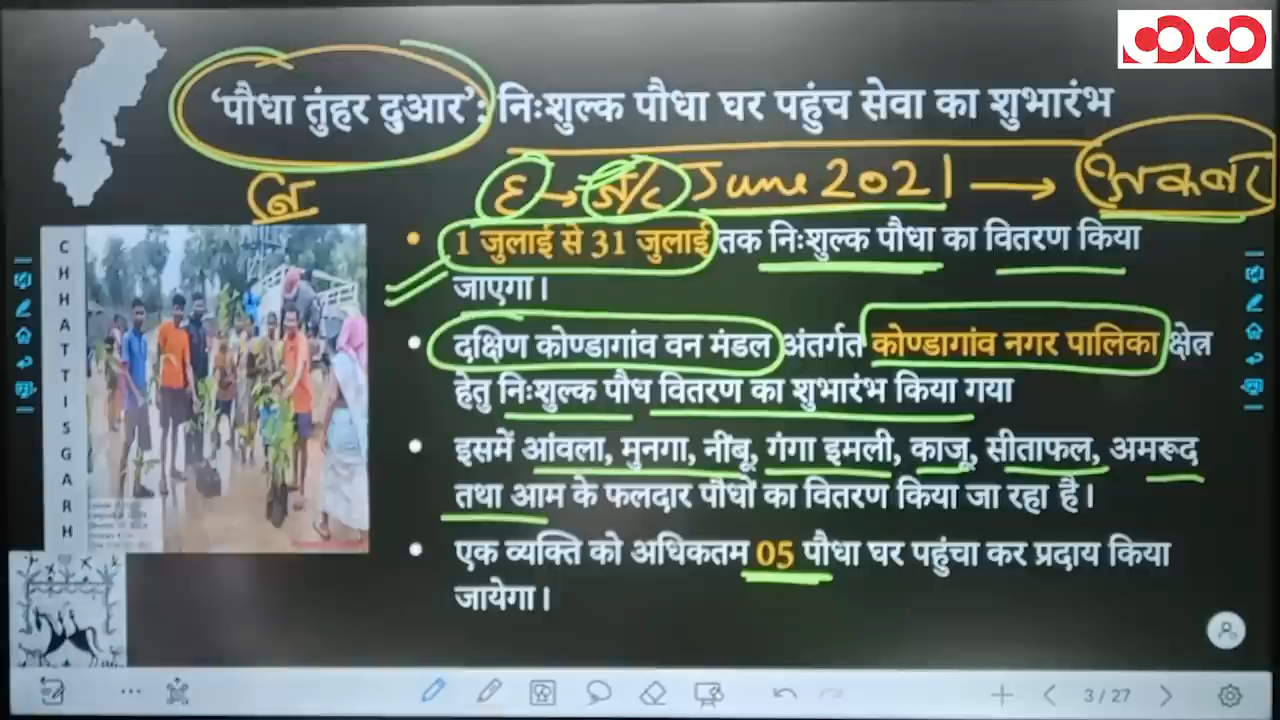 'पौधा तुंहर दुआर': निःशुल्क पौधा घर पहुंच सेवा का शुभारंभ
June 2021 → अकबर
1 जुलाई से 31 जुलाई तक निःशुल्क पौधा का वितरण किया
जाएगा।
दक्षिण कोण्डागांव वन मंडल अंतर्गत कोण्डागांव नगर पालिका क्षेत्र
हेतु निःशुल्क पौध वितरण का शुभारंभ किया गया
इसमें आंवला, मुनगा, नींबू, गंगा इमली, काजू, सीताफल, अमरूद
तथा आम के फलदार पौधों का वितरण किया जा रहा है।
एक व्यक्ति को अधिकतम 05 पौधा घर पहुंचा कर प्रदाय किया
जायेगा।
CHHATTISGARH
3 / 27